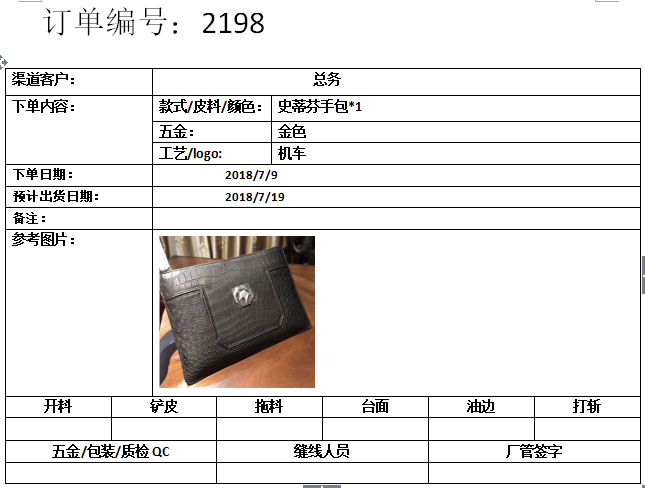 订单编号：2198
渠道客户： 总务
下单内容： 款式/皮料/颜色： 史蒂芬手包*1
五金： 金色
工艺/logo: 机车
下单日期： 2018/7/9
预计出货日期： 2018/7/19
备注：
参考图片：
开料 铲皮 拖料 台面 油边 打斩
五金/包装/质检 QC 缝线人员 厂管签字